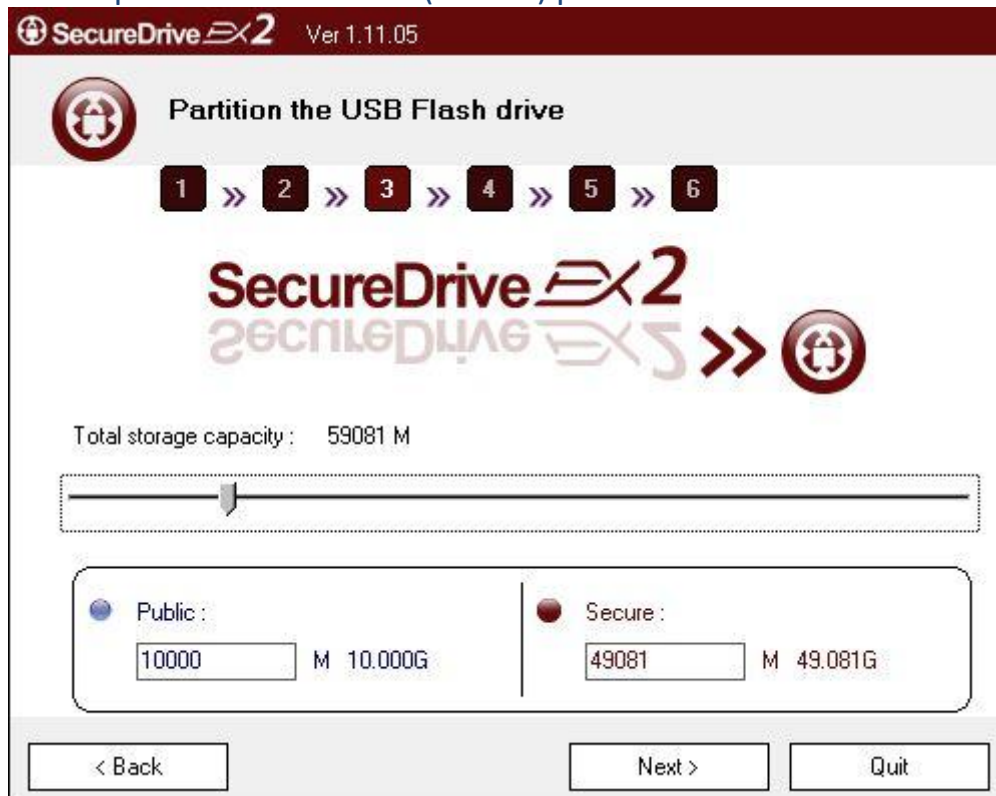 SecureDrive EX2 Ver 1.11.05
Partition the USB Flash drive
1 » 2 » 3 » 4 » 5 » 6
SecureDrive EX2 »
Total storage capacity : 59081 M
Public : Secure :
10000 M 10.000G 49081 M 49.081G
< Back Next > Quit